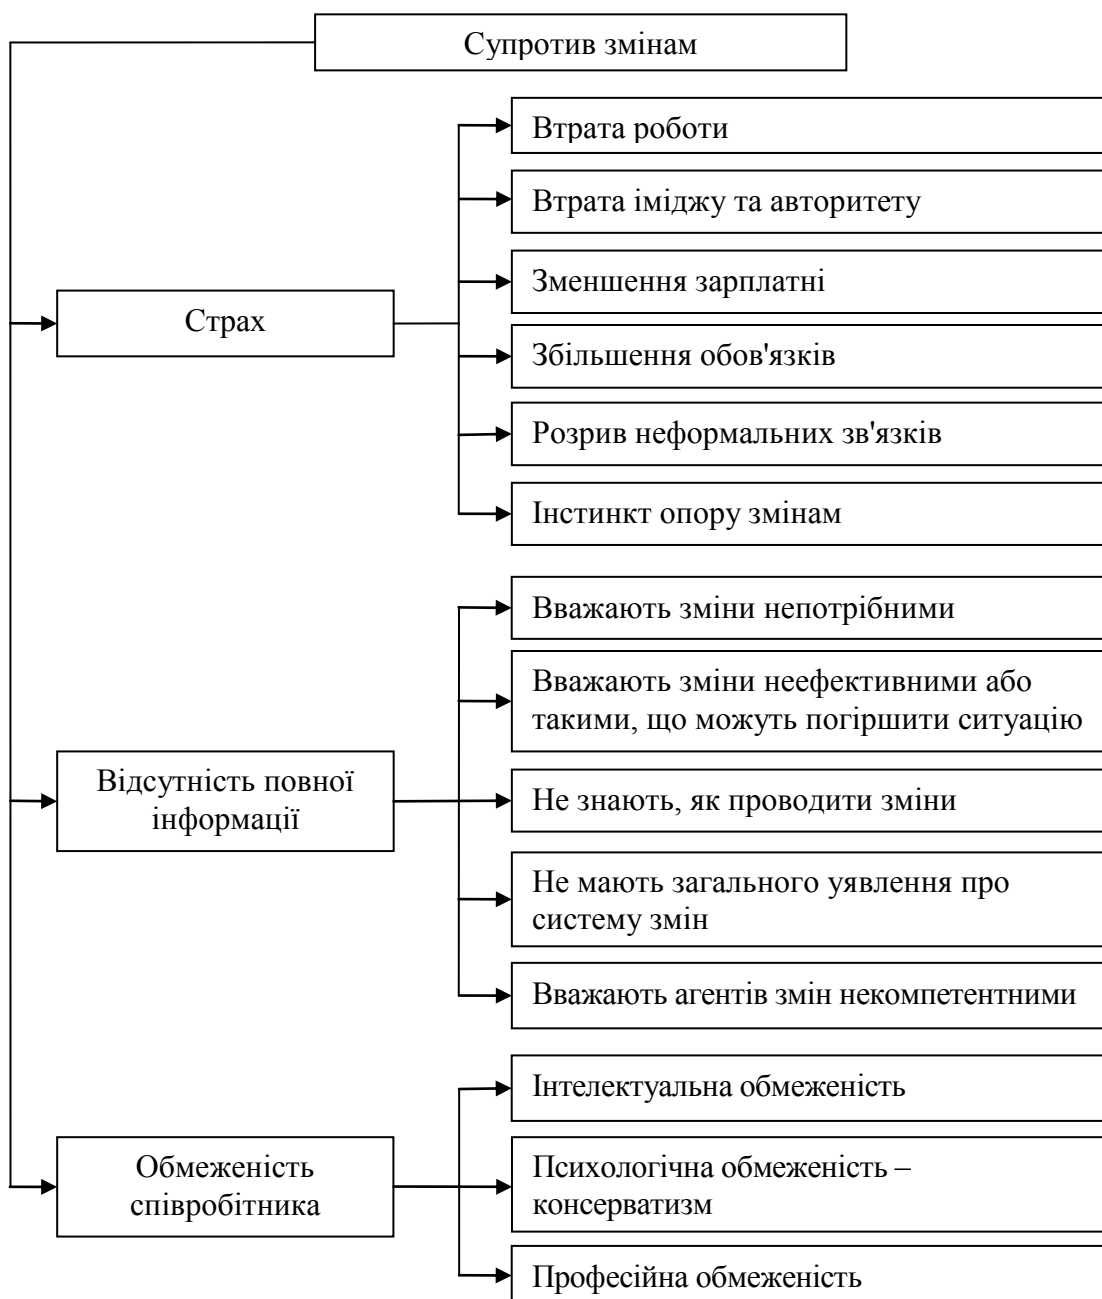 Супротив змінам
Втрата роботи
Втрата іміджу та авторитету
Зменшення зарплатні
Страх
Збільшення обов'язків
Розрив неформальних зв'язків
Інстинкт опору змінам
Вважають зміни непотрібними
Вважають зміни неефективними або
такими, що можуть погіршити ситуацію
Відсутність повної
інформації
Не знають, як проводити зміни
Не мають загального уявлення про
систему змін
Вважають агентів змін некомпетентними
Інтелектуальна обмеженість
Обмеженість
співробітника
Психологічна обмеженість –
консерватизм
Професійна обмеженість